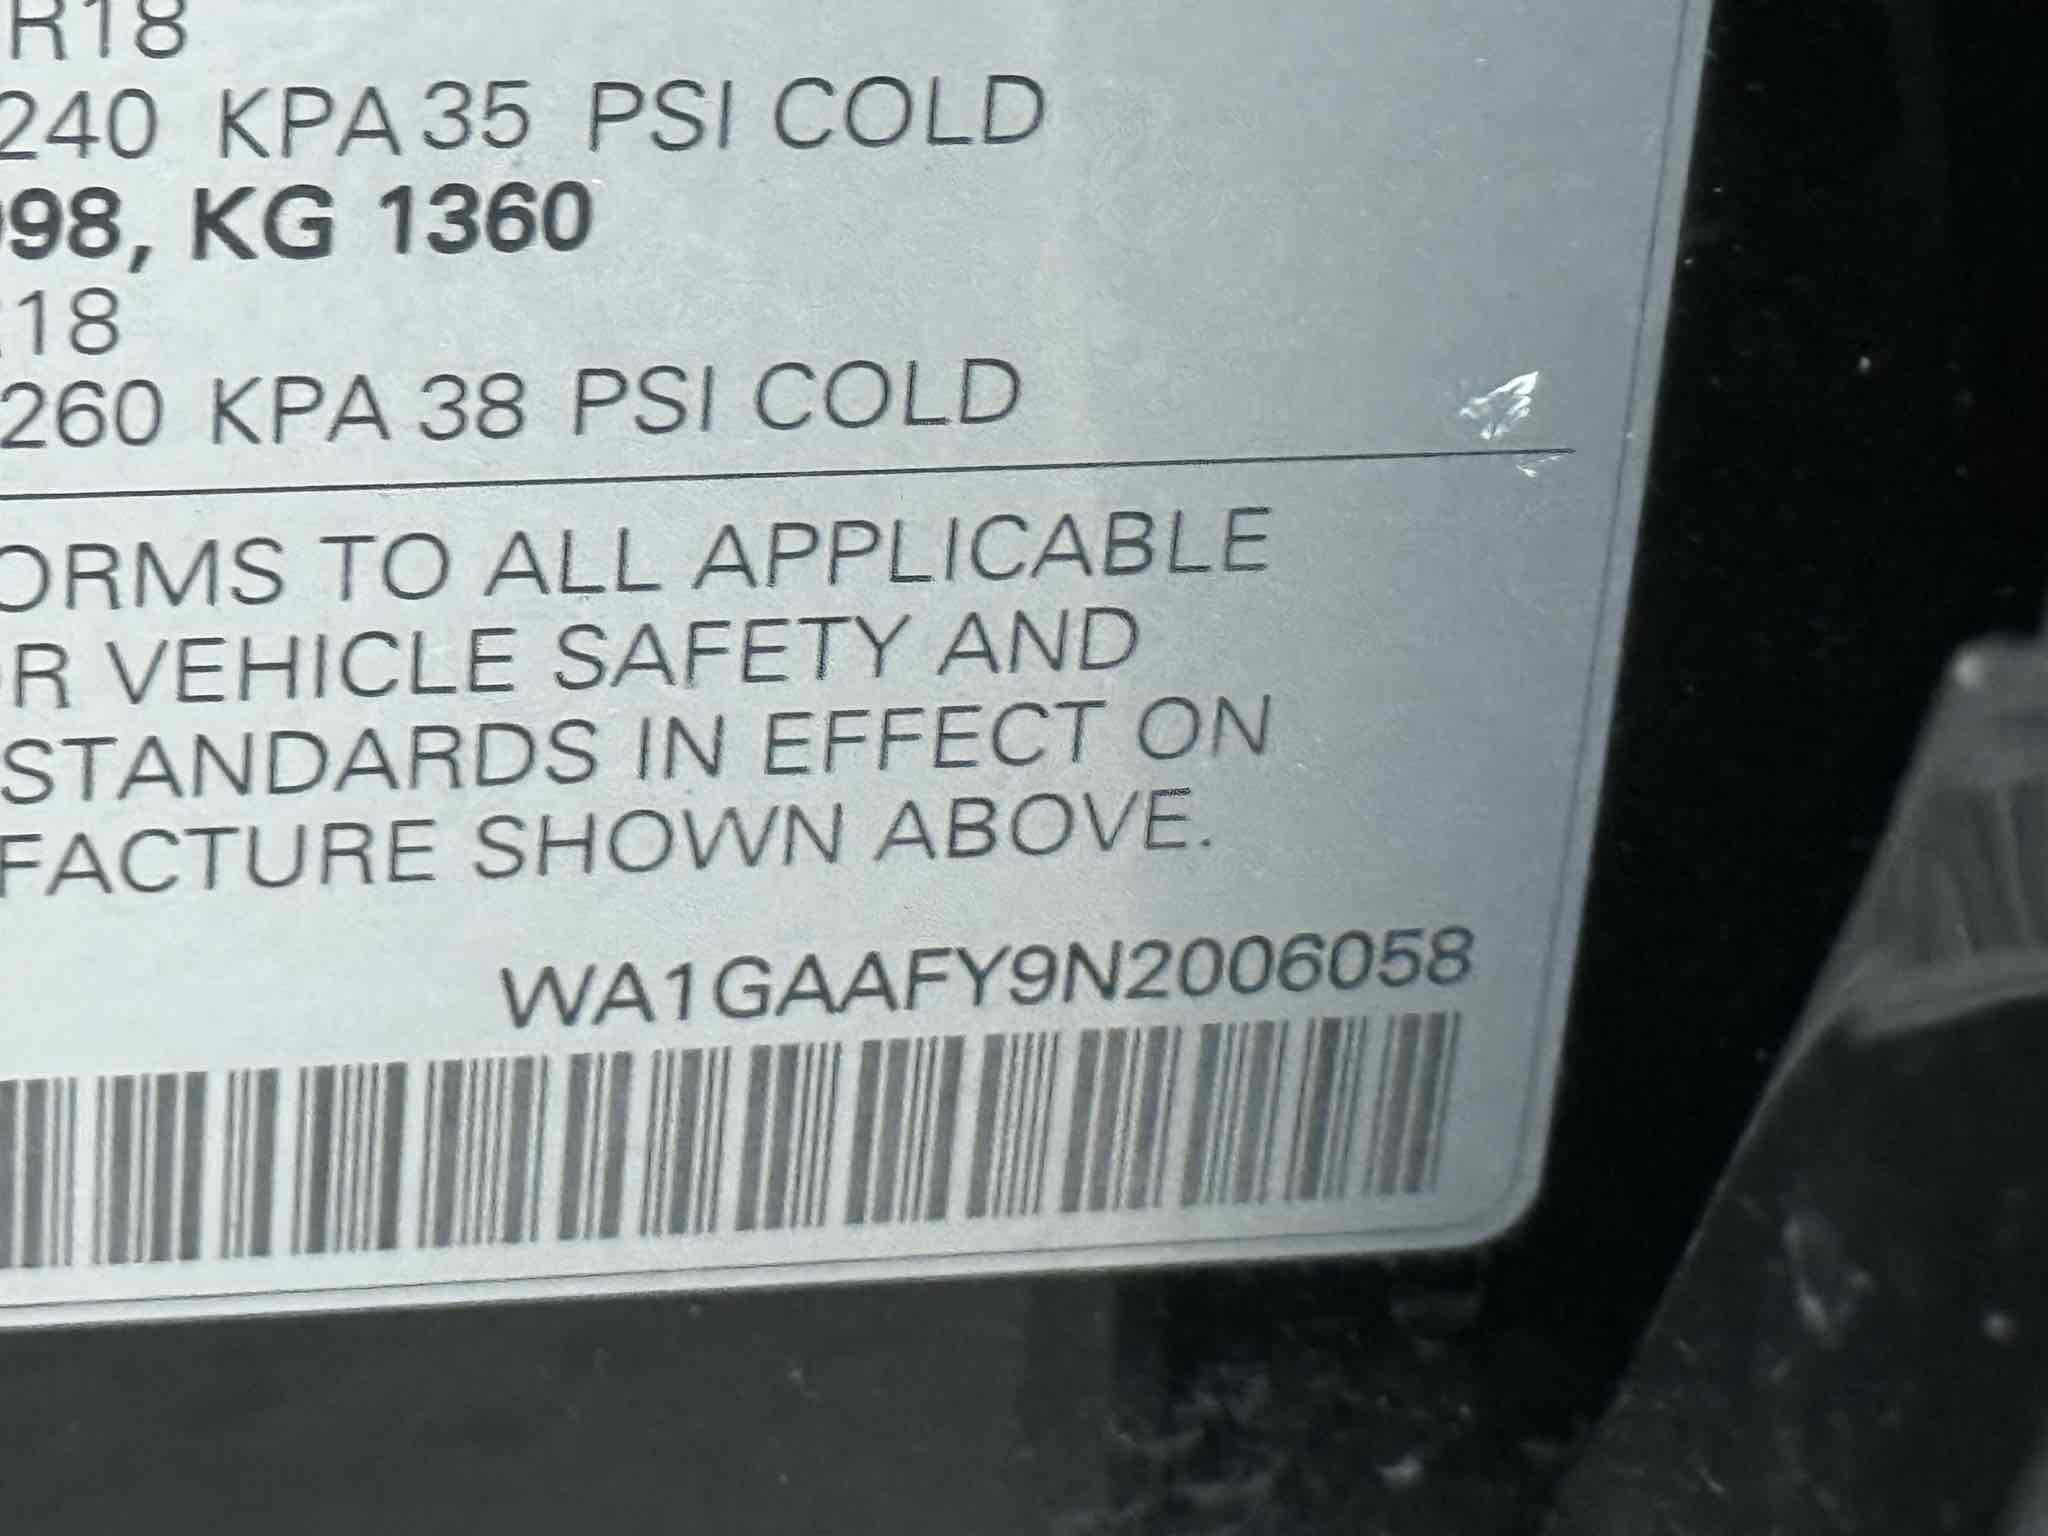 R18
240 KPA 35 PSI COLD
98, KG 1360
18
260 KPA 38 PSI COLD
ORMS TO ALL APPLICABLE
OR VEHICLE SAFETY AND
STANDARDS IN EFFECT ON
FACTURE SHOWN ABOVE.
WA1GAAFY9N2006058